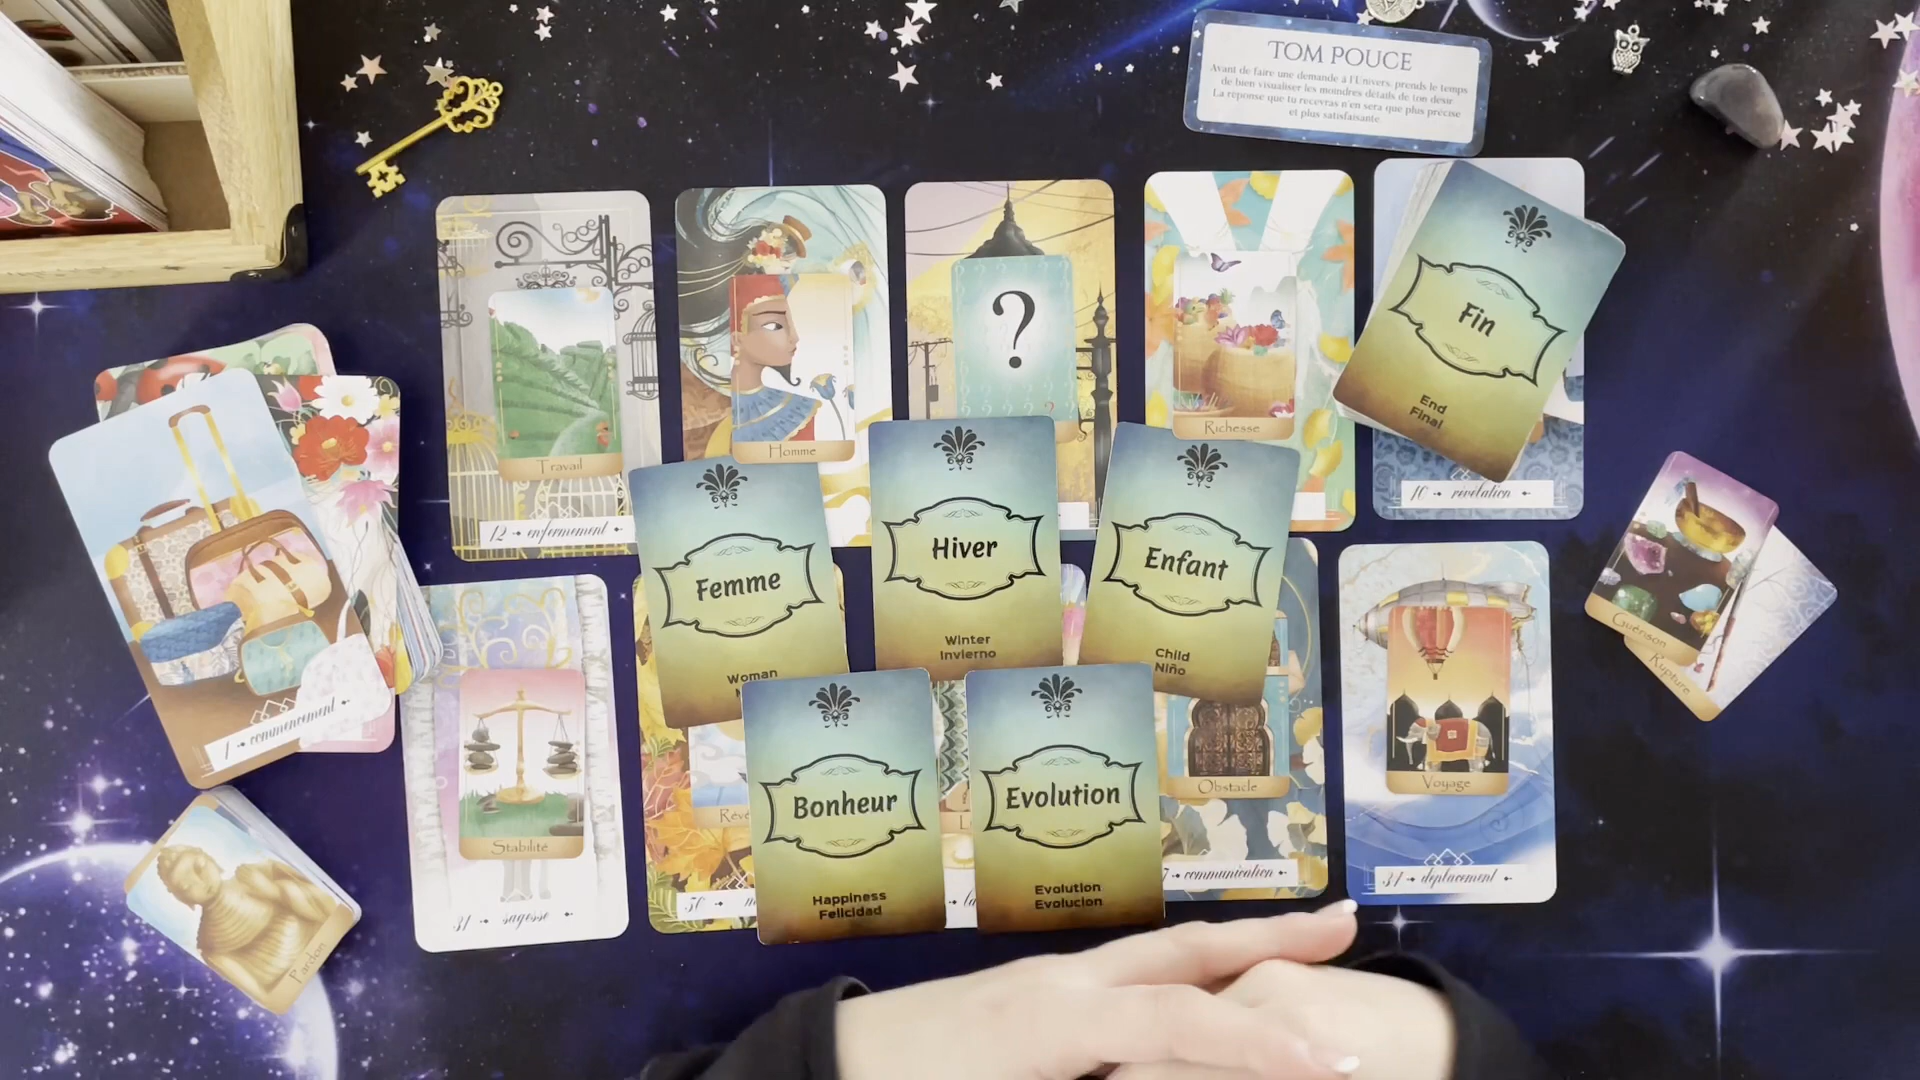 TOM POUCE
Avant de faire une demande à l'Univers, prends le temps
de bien visualiser les moindres détails de ton désir.
La réponse que tu recevras n'en sera que plus précise
et plus satisfaisante.
Travail
12 enfermement
Homme
?
Richesse
Fin
End
Final
10 révélation
Femme
Woman
Hiver
Winter
Invierno
Enfant
Child
Niño
Guérison
Rupture
1 commencement
Stabilité
31 sagesse
Bonheur
Happiness
Felicidad
Evolution
Evolution
Evolucion
Obstacle
7 communication
Voyage
34 déplacement
Pardon